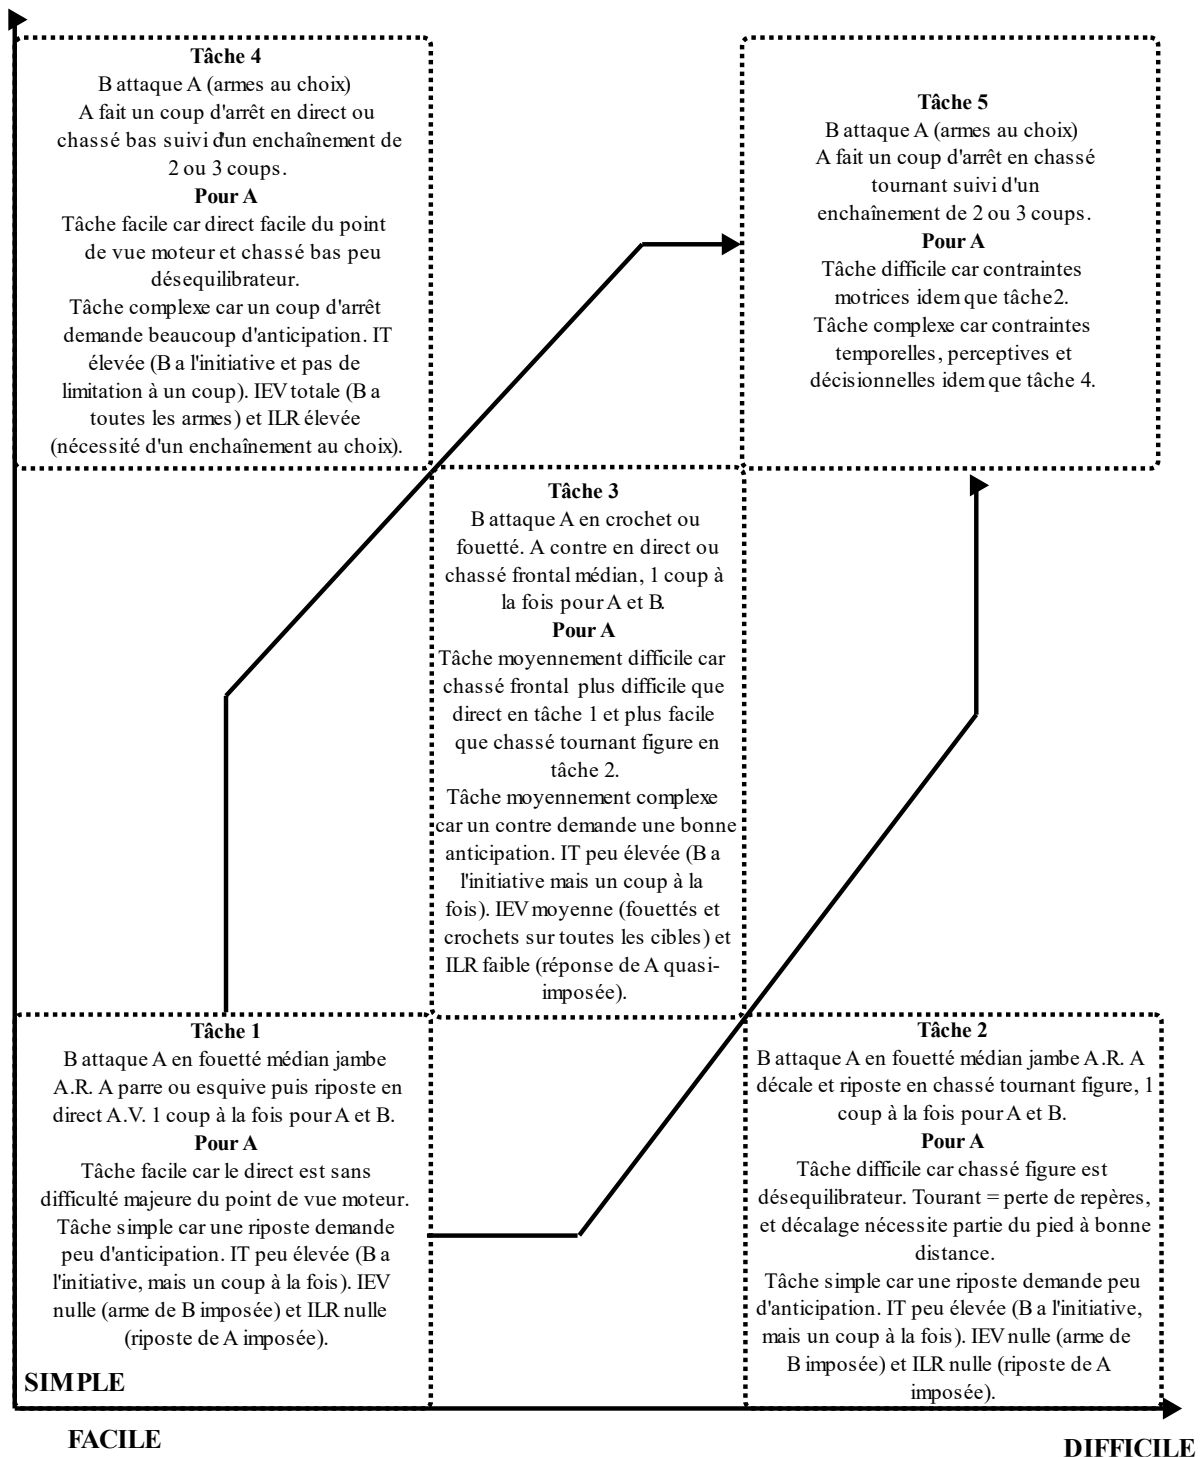 Tâche 4
B attaque A (armes au choix)
A fait un coup d'arrêt en direct ou
chassé bas suivi d'un enchaînement de
2 ou 3 coups.
Pour A
Tâche facile car direct facile du point
de vue moteur et chassé bas peu
désequilibrateur.
Tâche complexe car un coup d'arrêt
demande beaucoup d'anticipation. IT
élevée (B a l'initiative et pas de
limitation à un coup). IEV totale (B a
toutes les armes) et ILR élevée
(nécessité d'un enchaînement au choix).
Tâche 5
B attaque A (armes au choix)
A fait un coup d'arrêt en chassé
tournant suivi d'un
enchaînement de 2 ou 3 coups.
Pour A
Tâche difficile car contraintes
motrices idem que tâche2.
Tâche complexe car contraintes
temporelles, perceptives et
décisionnelles idem que tâche 4.
Tâche 3
B attaque A en crochet ou
fouetté. A contre en direct ou
chassé frontal médian, 1 coup à
la fois pour A et B.
Pour A
Tâche moyennement difficile car
chassé frontal plus difficile que
direct en tâche 1 et plus facile
que chassé tournant figure en
tâche 2.
Tâche moyennement complexe
car un contre demande une bonne
anticipation. IT peu élevée (B a
l'initiative mais un coup à la
fois). IEV moyenne (fouettés et
crochets sur toutes les cibles) et
ILR faible (réponse de A quasi-
imposée).
Tâche 1
B attaque A en fouetté médian jambe
A.R. A parre ou esquive puis riposte en
direct A.V. 1 coup à la fois pour A et B.
Pour A
Tâche facile car le direct est sans
difficulté majeure du point de vue moteur.
Tâche simple car une riposte demande
peu d'anticipation. IT peu élevée (B a
l'initiative, mais un coup à la fois). IEV
nulle (arme de B imposée) et ILR nulle
(riposte de A imposée).
Tâche 2
B attaque A en fouetté médian jambe A.R. A
décale et riposte en chassé tournant figure, 1
coup à la fois pour A et B.
Pour A
Tâche difficile car chassé figure est
désequilibrateur. Tourant = perte de repères,
et décalage nécessite partie du pied à bonne
distance.
Tâche simple car une riposte demande peu
d'anticipation. IT peu élevée (B a l'initiative,
mais un coup à la fois). IEV nulle (arme de
B imposée) et ILR nulle (riposte de A
imposée).
SIMPLE
FACILE
DIFFICILE